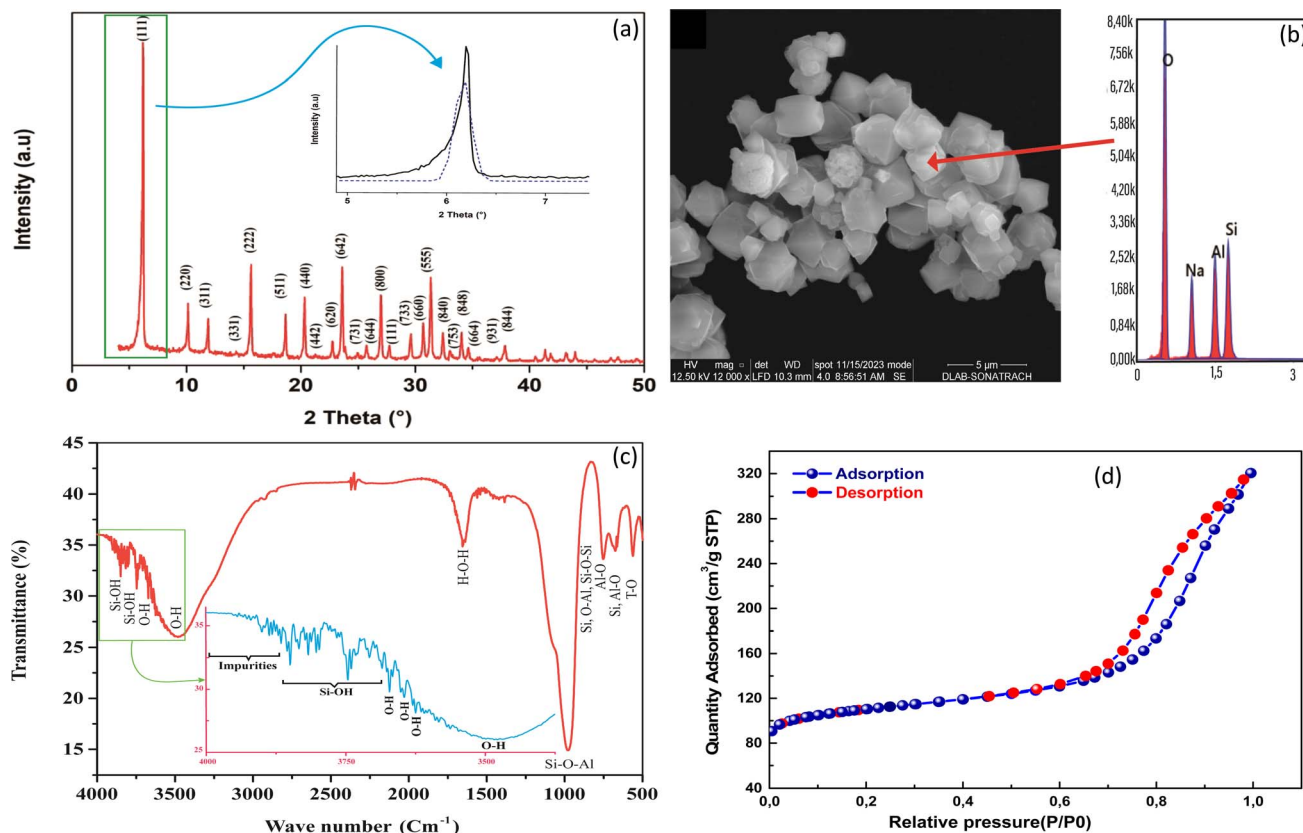 (a)
(111)
(220)
(311)
(331)
(222)
(511)
(440)
(442)
(620)
(642)
(731)
(644)
(800)
(111)
(733)
(660)
(555)
(840)
(753)
(848)
(664)
(931)
(844)
Intensity (a.u)
0 10 20 30 40 50
2 Theta (°)
Intensity (a.u)
5 6 7
2 Theta (°)
HV mag □ det WD spot 11/15/2023 mode 5 µm
12.50 kV 12 000 x LFD 10.3 mm 4.0 8:56:51 AM SE DLAB-SONATRACH
(b)
8,40k
7,56k
6,72k
5,88k
5,04k
4,20k
3,36k
2,52k
1,68k
0,84k
0,00k
O
Na
Al
Si
0 1,5 3
(c)
Transmittance (%)
45
40
35
30
25
20
15
Si-OH
Si-OH
O-H
O-H
H-O-H
Si, O-Al, Si-O-Si
Al-O
Si, Al-O
T-O
Si-O-Al
35
30
25
Impurities
Si-OH
O-H
O-H
O-H
O-H
4000 3750 3500
4000 3500 3000 2500 2000 1500 1000 500
Wave number (Cm⁻¹)
(d)
Adsorption
Desorption
Quantity Adsorbed (cm³/g STP)
320
280
240
200
160
120
80
40
0,0 0,2 0,4 0,6 0,8 1,0
Relative pressure(P/P0)